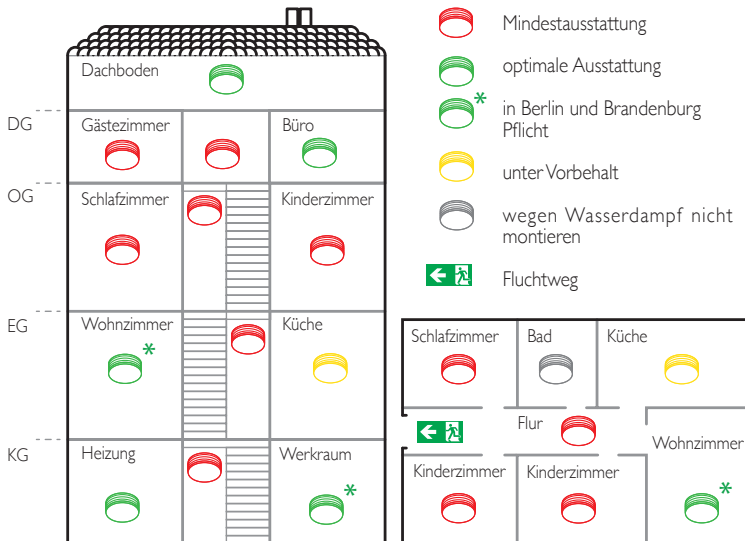 Dachboden
DG
Gästezimmer
Büro
OG
Schlafzimmer
Kinderzimmer
EG
Wohnzimmer
*
Küche
KG
Heizung
Werkraum
*
Mindestausstattung
optimale Ausstattung
*
in Berlin und Brandenburg
Pflicht
unter Vorbehalt
wegen Wasserdampf nicht
montieren
Fluchtweg
Schlafzimmer
Bad
Küche
Flur
Wohnzimmer
*
Kinderzimmer
Kinderzimmer